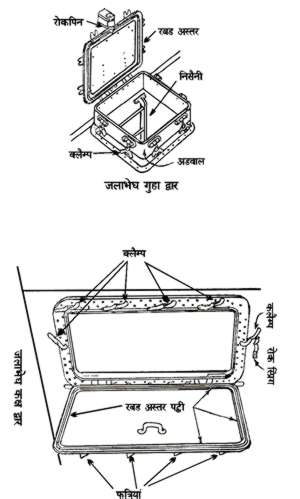 रोकपिन
रबड अस्तर
निसैनी
क्लैम्प
अडवाल
जलाभेघ गुहा द्वार
क्लैम्प
क्लैम्प
रोक पिन
जलाभेघ कक्ष द्वार
रबड अस्तर पट्टी
फत्रियां